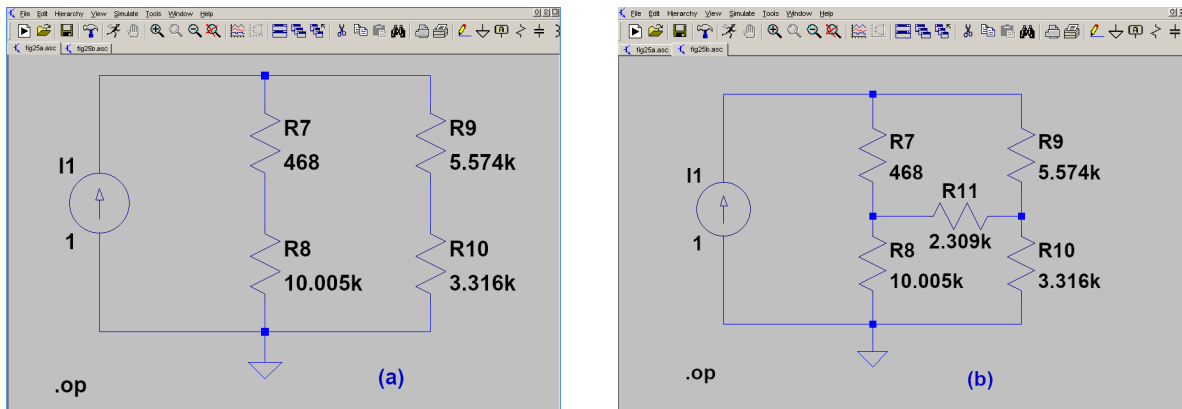 File Edit Hierarchy View Simulate Tools Window Help
fig25a.asc fig25b.asc
R7
468
R9
5.574k
I1
1
R8
10.005k
R10
3.316k
.op
(a)
File Edit Hierarchy View Simulate Tools Window Help
fig25a.asc fig25b.asc
R7
468
R9
5.574k
I1
1
R11
2.309k
R8
10.005k
R10
3.316k
.op
(b)